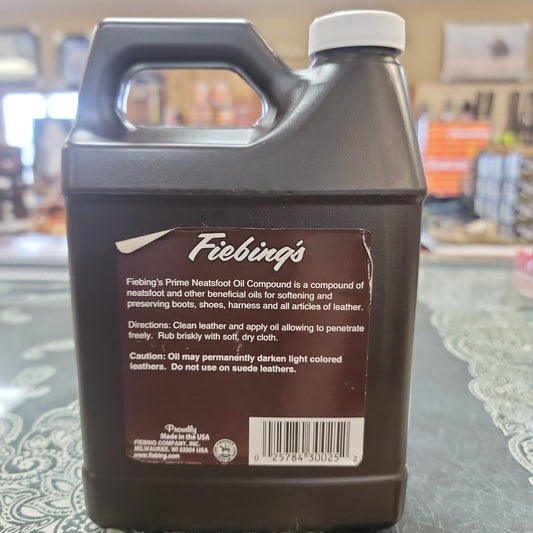 Fiebing's
Fiebing's Prime Neatsfoot Oil Compound is a compound of
neatsfoot and other beneficial oils for softening and
preserving boots, shoes, harness and all articles of leather.
Directions: Clean leather and apply oil allowing to penetrate
freely. Rub briskly with soft, dry cloth.
Caution: Oil may permanently darken light colored
leathers. Do not use on suede leathers.
Proudly
Made in the USA
FIEBING COMPANY, INC.
MILWAUKEE, WI 53204 USA
www.fiebing.com
0 25784 30025 2